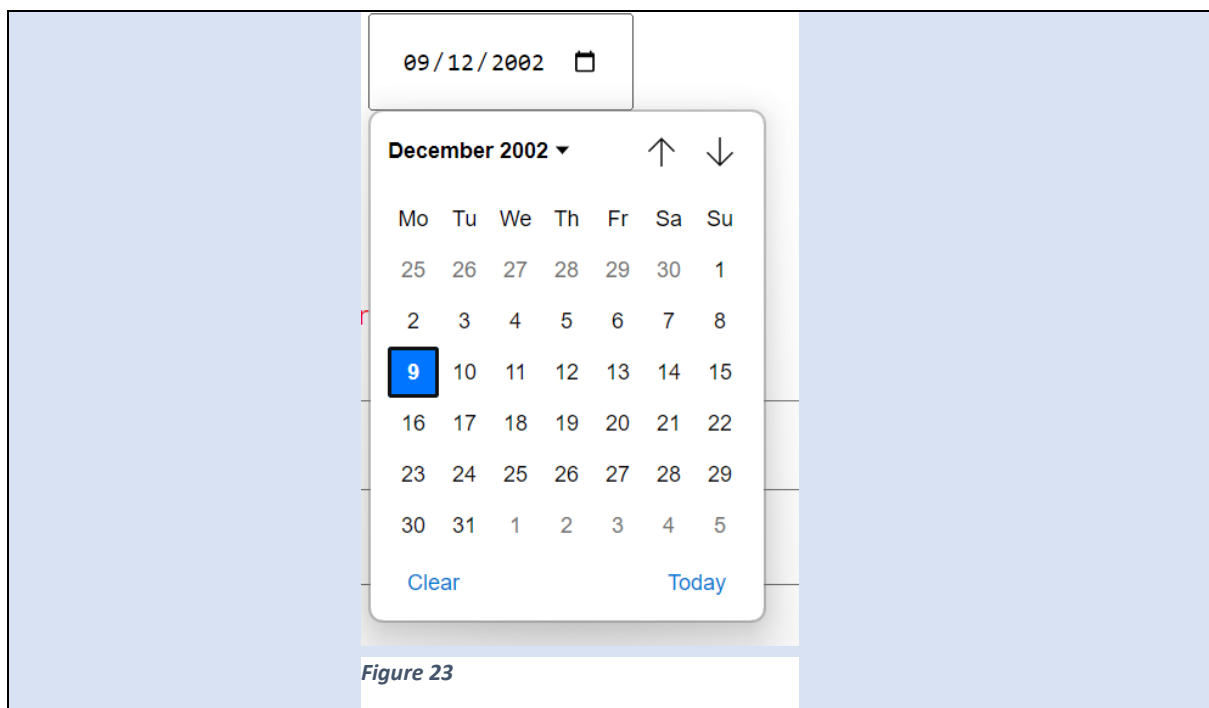 09/12/2002
December 2002
Mo Tu We Th Fr Sa Su
25 26 27 28 29 30 1
2 3 4 5 6 7 8
9 10 11 12 13 14 15
16 17 18 19 20 21 22
23 24 25 26 27 28 29
30 31 1 2 3 4 5
Clear Today
Figure 23